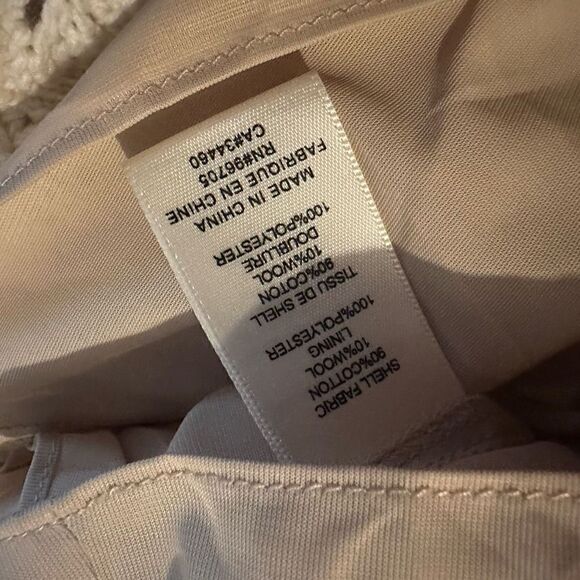 SHELL FABRIC
90%COTTON
10%WOOL
LINING
100%POLYESTER
TISSU DE SHELL
90%COTON
10%WOOL
DOUBLURE
100%POLYESTER
MADE IN CHINA
FABRIQUE EN CHINE
RN#96705
CA#34460